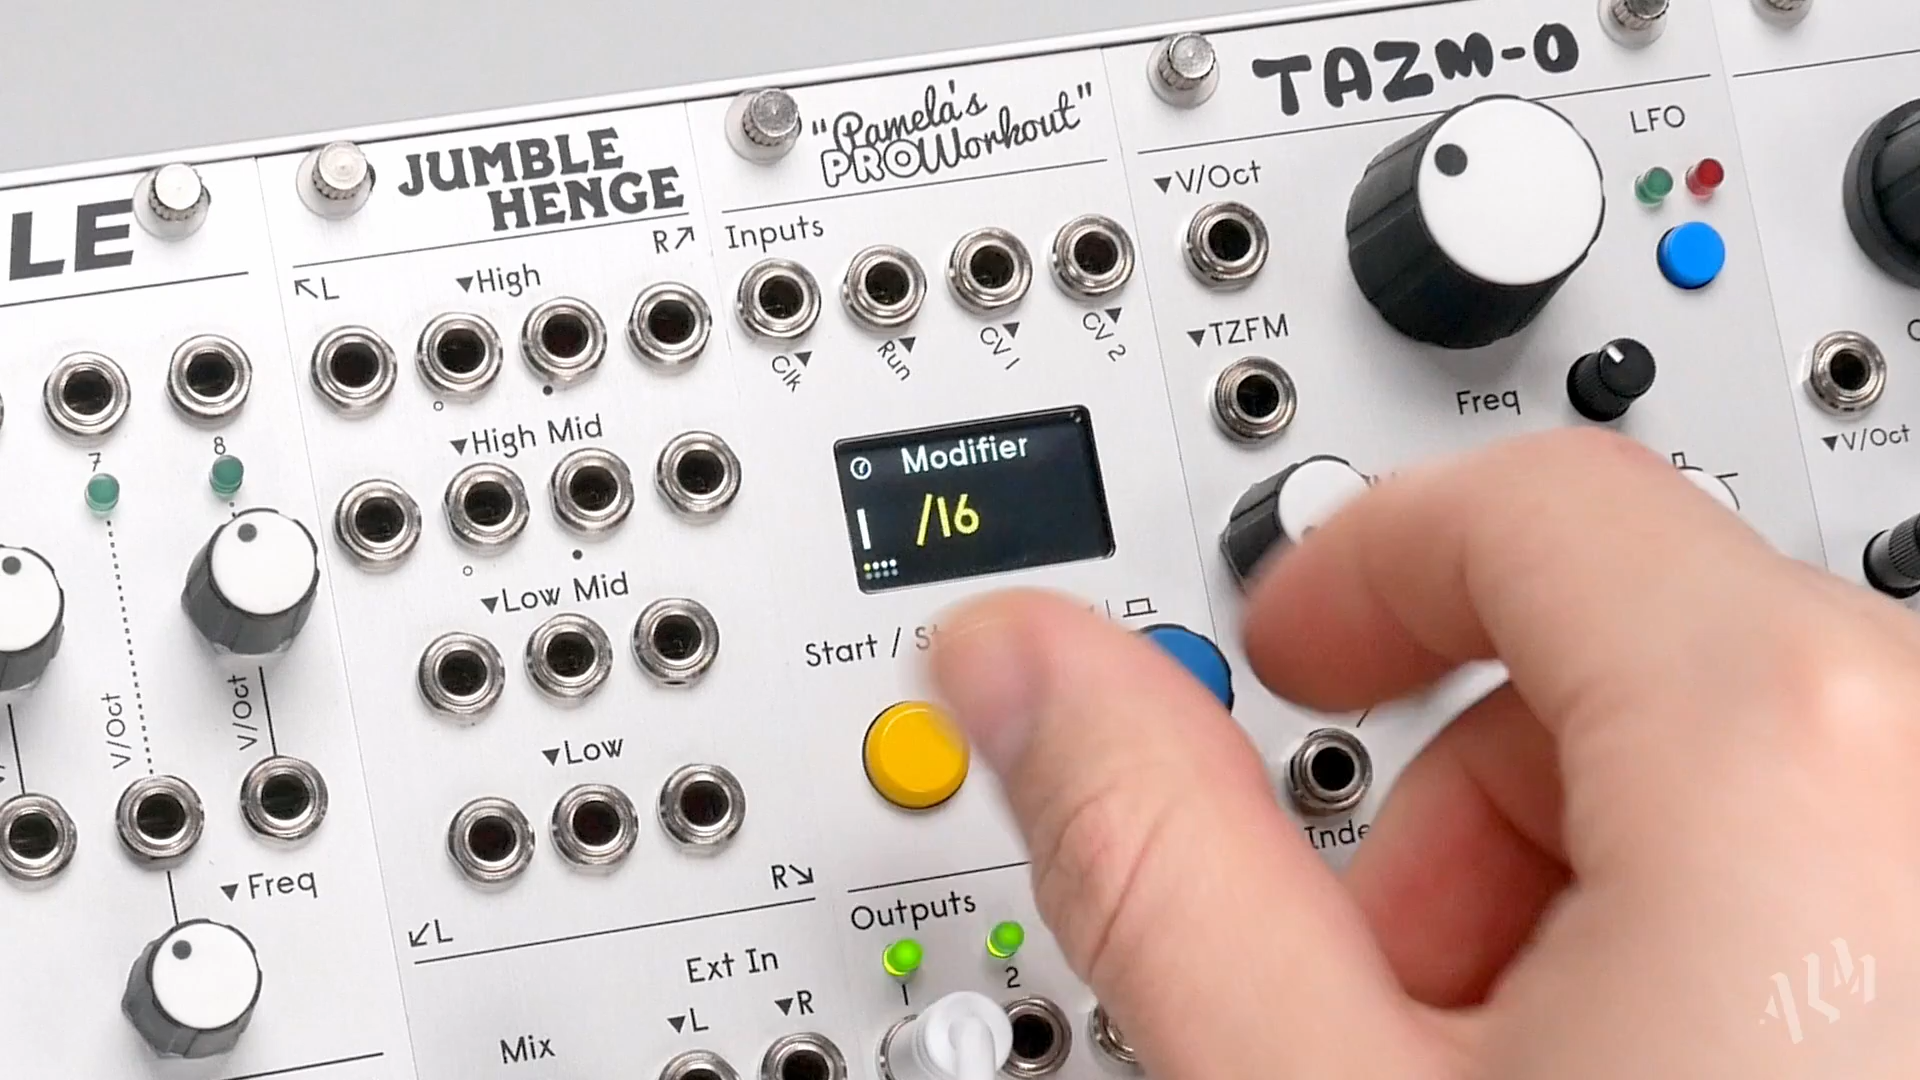 LE
7
8
V/Oct
V/Oct
▼Freq
JUMBLE
HENGE
R↗
↖L
▼High
▼High Mid
▼Low Mid
▼Low
R↘
↙L
Ext In
Mix
▼L
▼R
"Pamela's
PRO Workout"
Inputs
Clk▼
Run▼
CV 1▼
CV 2▼
Modifier
1
/16
Start /
Outputs
1
2
TAZM-O
▼V/Oct
LFO
▼TZFM
Freq
Inde
▼V/Oct